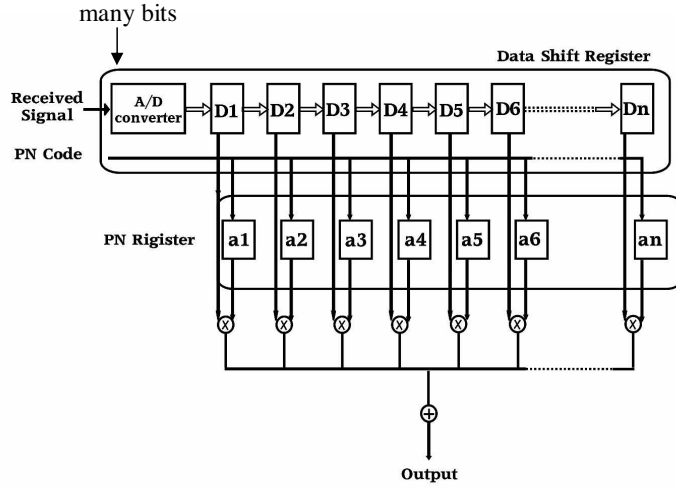 many bits
Data Shift Register
Received
Signal
A/D
converter
D1 D2 D3 D4 D5 D6 Dn
PN Code
PN Rigister
a1 a2 a3 a4 a5 a6 an
X X X X X X X
+
Output